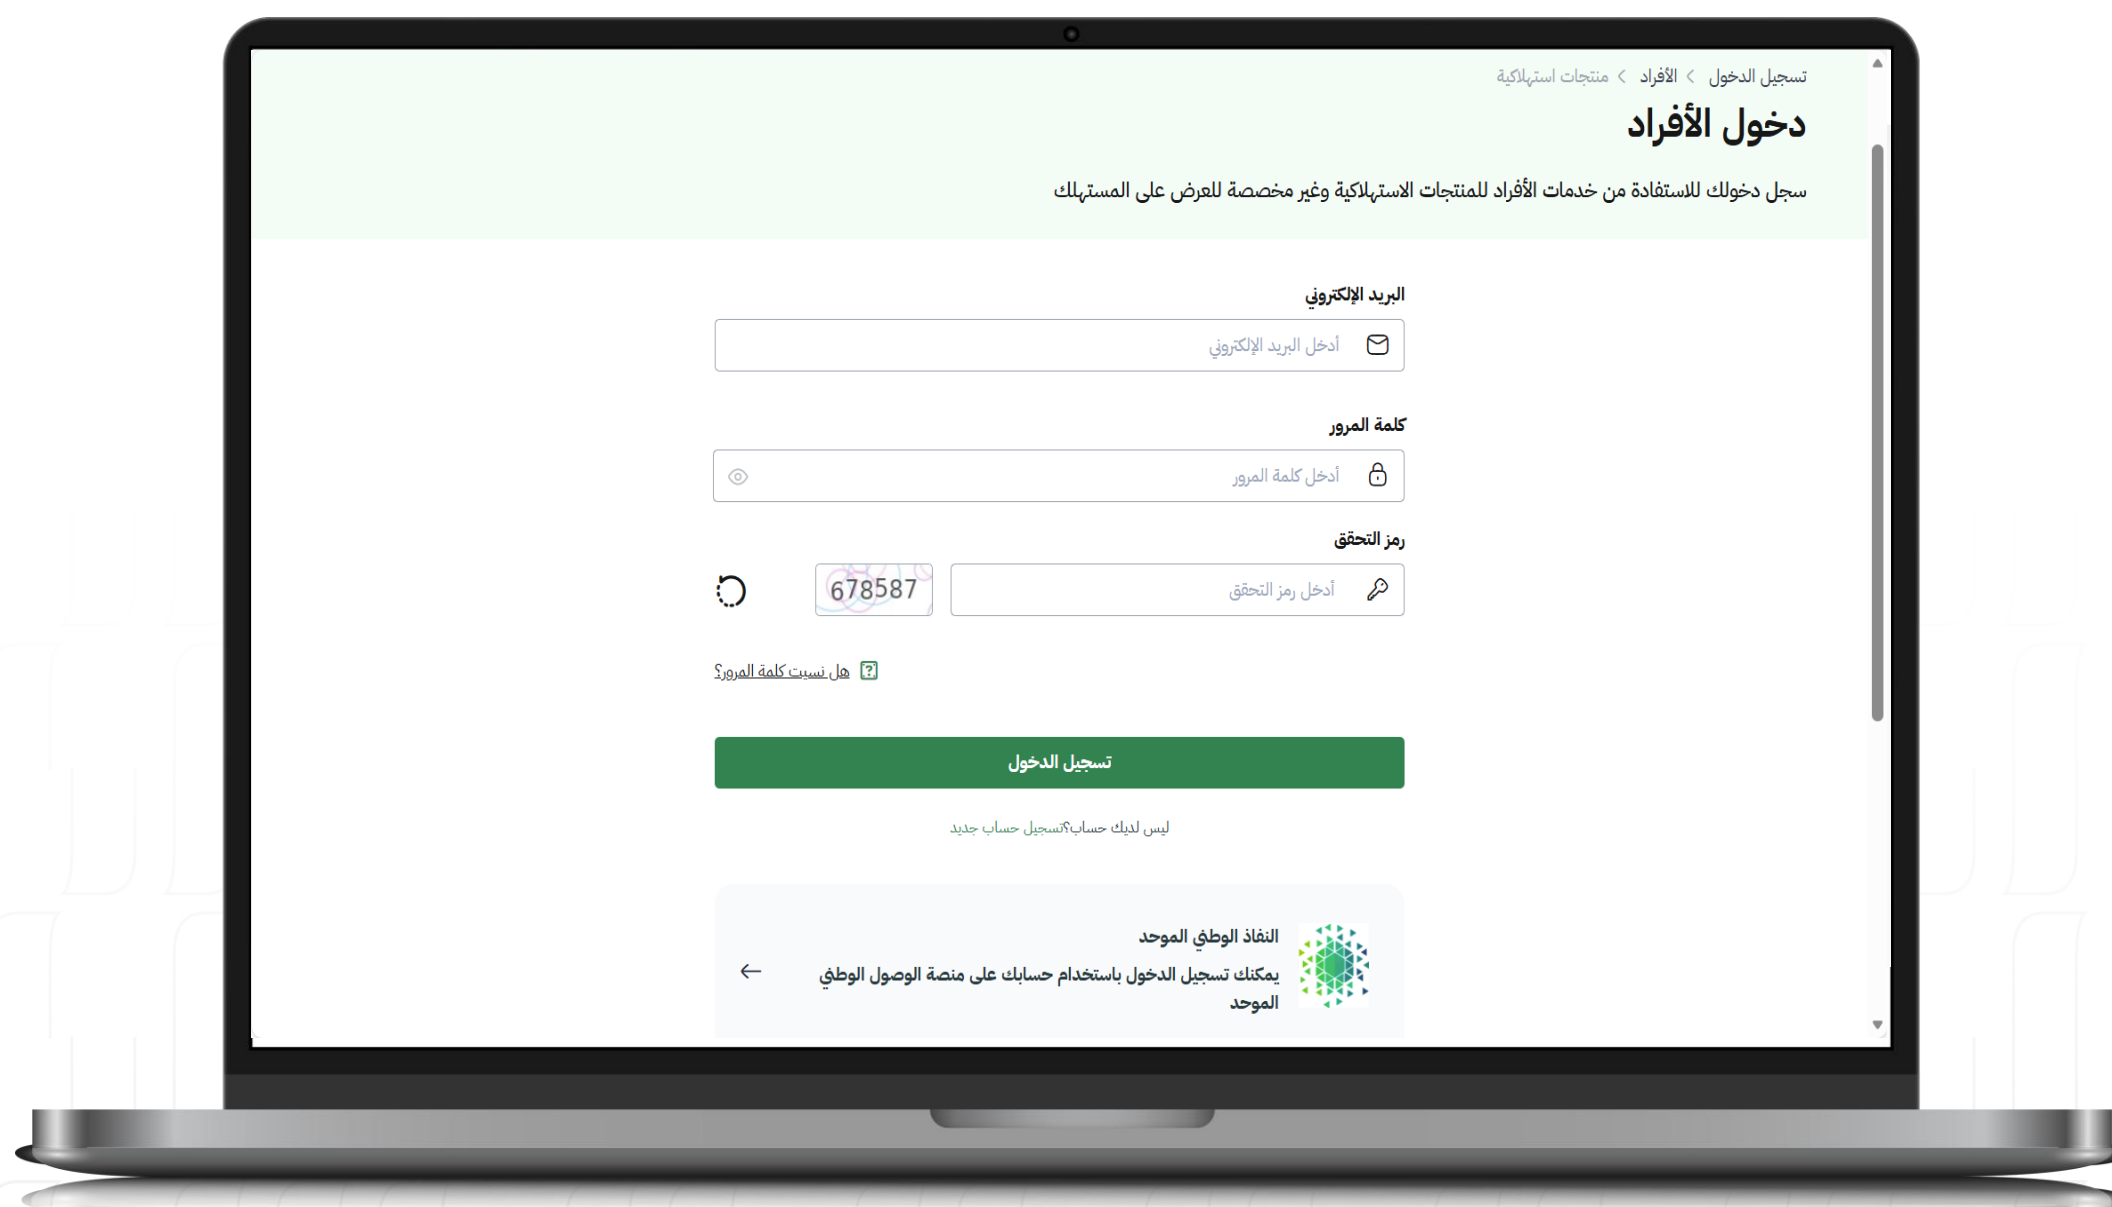 تسجيل الدخول > الأفراد > منتجات استهلاكية
دخول الأفراد
سجل دخولك للاستفادة من خدمات الأفراد للمنتجات الاستهلاكية وغير مخصصة للعرض على المستهلك
البريد الإلكتروني
أدخل البريد الإلكتروني
كلمة المرور
أدخل كلمة المرور
رمز التحقق
أدخل رمز التحقق
678587
هل نسيت كلمة المرور؟
تسجيل الدخول
ليس لديك حساب؟تسجيل حساب جديد
النفاذ الوطني الموحد
يمكنك تسجيل الدخول باستخدام حسابك على منصة الوصول الوطني
الموحد